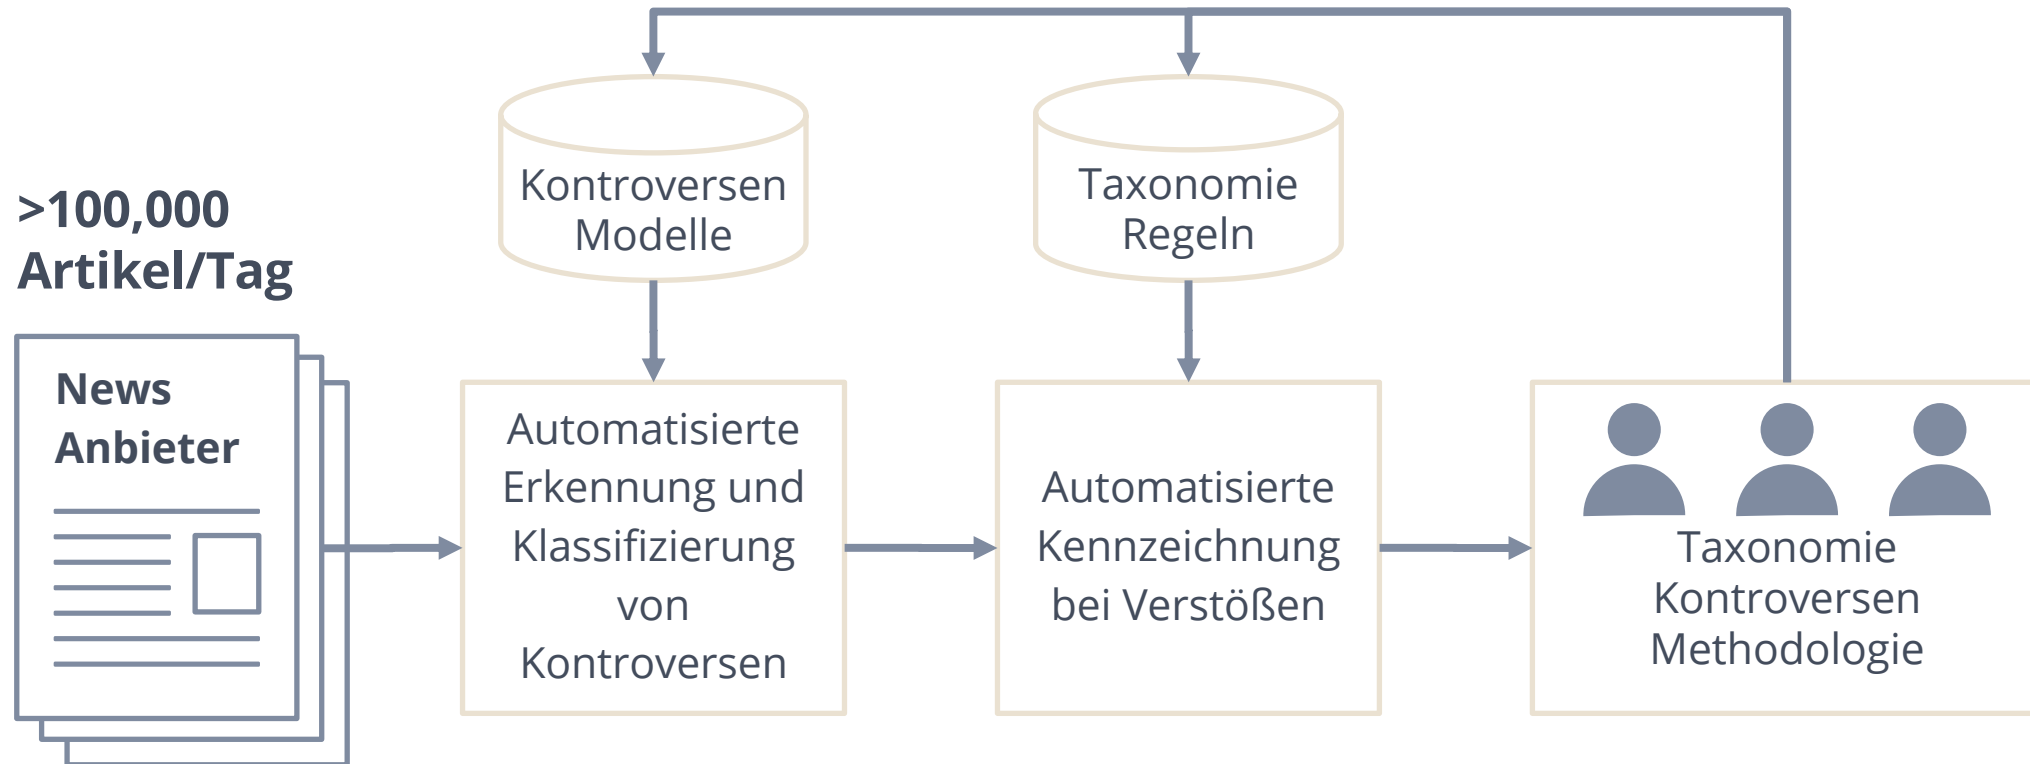 >100,000
Artikel/Tag
News
Anbieter
Kontroversen
Modelle
Taxonomie
Regeln
Automatisierte
Erkennung und
Klassifizierung
von
Kontroversen
Automatisierte
Kennzeichnung
bei Verstößen
Taxonomie
Kontroversen
Methodologie